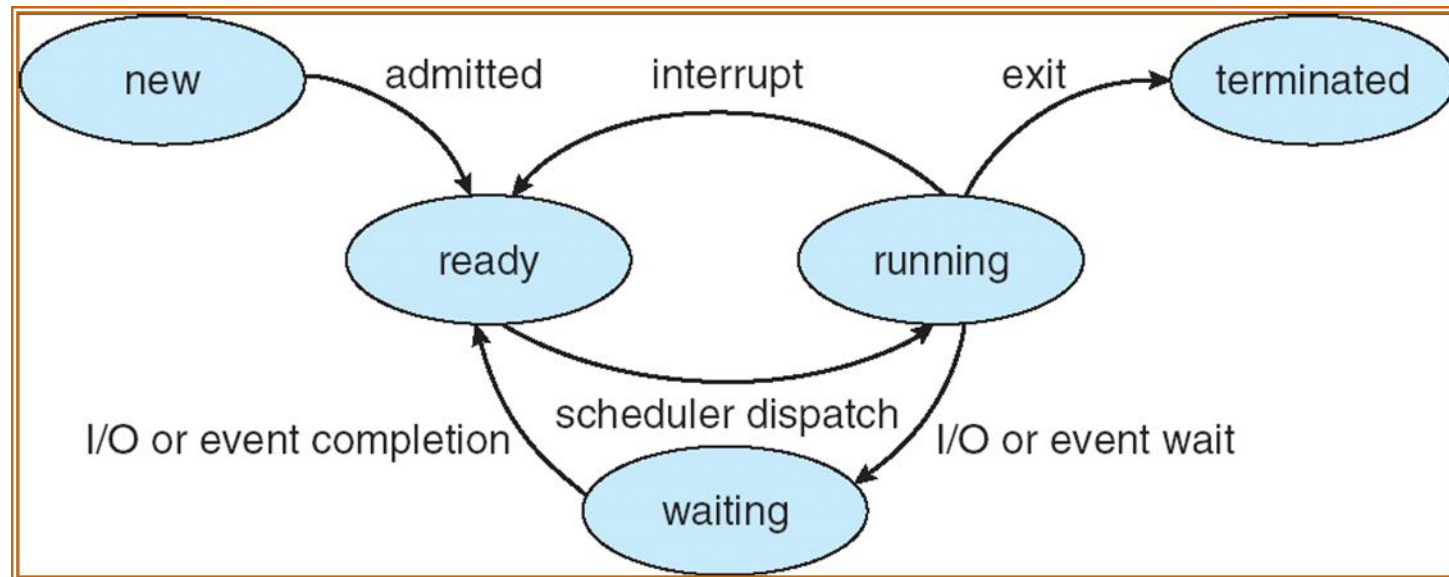 new
admitted
interrupt
exit
terminated
ready
running
scheduler dispatch
I/O or event completion
I/O or event wait
waiting